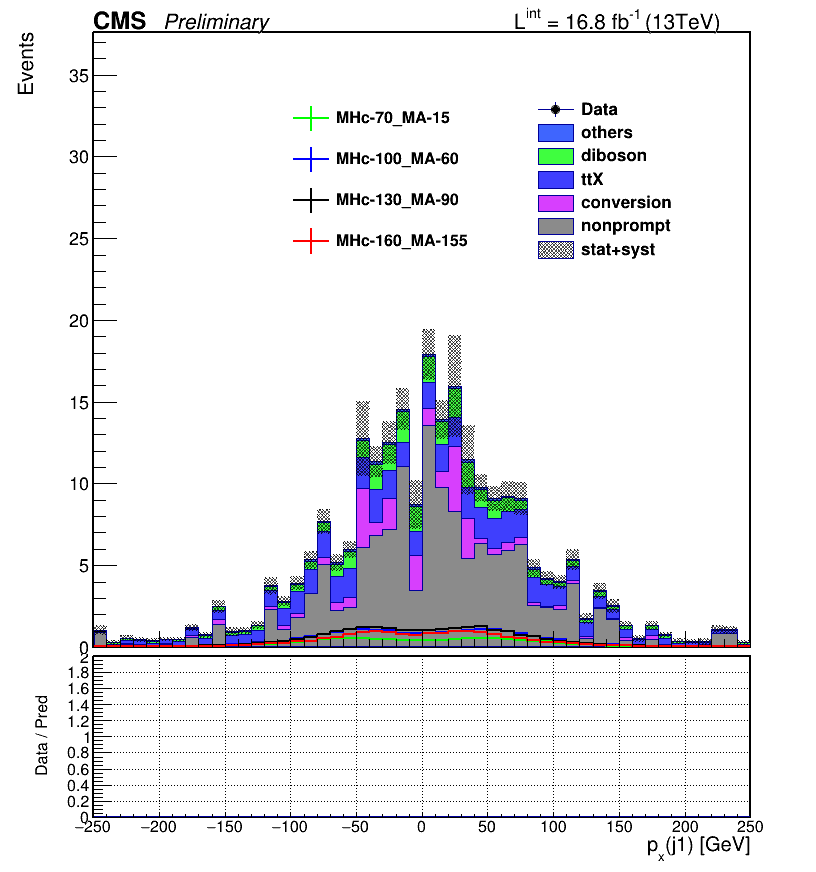 CMS Preliminary
L^int = 16.8 fb^-1 (13TeV)
Events
35
30
25
20
15
10
5
0
MHc-70_MA-15
MHc-100_MA-60
MHc-130_MA-90
MHc-160_MA-155
Data
others
diboson
ttX
conversion
nonprompt
stat+syst
Data / Pred
2
1.8
1.6
1.4
1.2
1
0.8
0.6
0.4
0.2
0
−250 −200 −150 −100 −50 0 50 100 150 200 250
p_x(j1) [GeV]